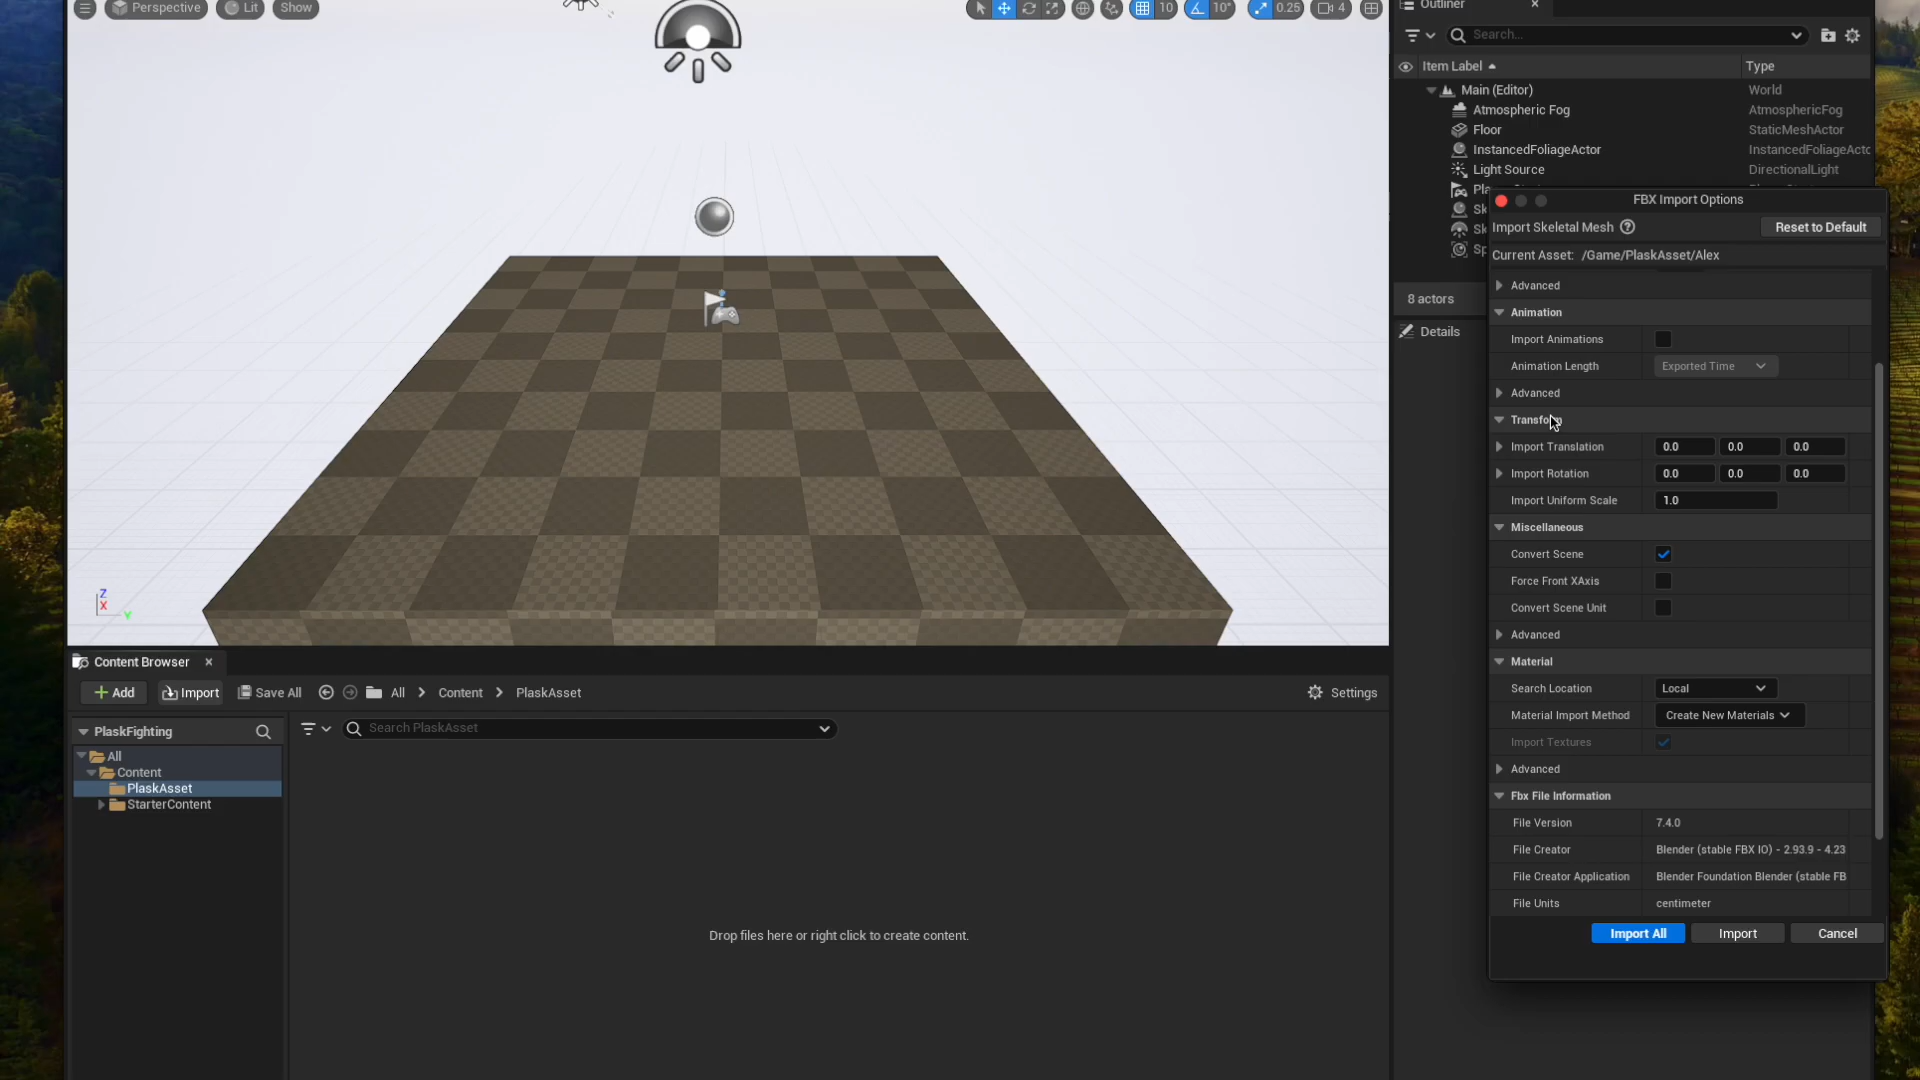 Perspective
Lit
Show
10
10°
0.25
4
Outliner
Search...
Item Label
Type
Main (Editor)
World
Atmospheric Fog
AtmosphericFog
Floor
StaticMeshActor
InstancedFoliageActor
InstancedFoliageActo
Light Source
DirectionalLight
8 actors
Details
FBX Import Options
Import Skeletal Mesh
Reset to Default
Current Asset: /Game/PlaskAsset/Alex
Advanced
Animation
Import Animations
Animation Length
Exported Time
Advanced
Transform
Import Translation
0.0 0.0 0.0
Import Rotation
0.0 0.0 0.0
Import Uniform Scale
1.0
Miscellaneous
Convert Scene
Force Front XAxis
Convert Scene Unit
Advanced
Material
Search Location
Local
Material Import Method
Create New Materials
Import Textures
Advanced
Fbx File Information
File Version
7.4.0
File Creator
Blender (stable FBX IO) - 2.93.9 - 4.23
File Creator Application
Blender Foundation Blender (stable FB
File Units
centimeter
Import All
Import
Cancel
Z
X
Y
Content Browser
Add
Import
Save All
All
Content
PlaskAsset
Settings
PlaskFighting
Search PlaskAsset
All
Content
PlaskAsset
StarterContent
Drop files here or right click to create content.